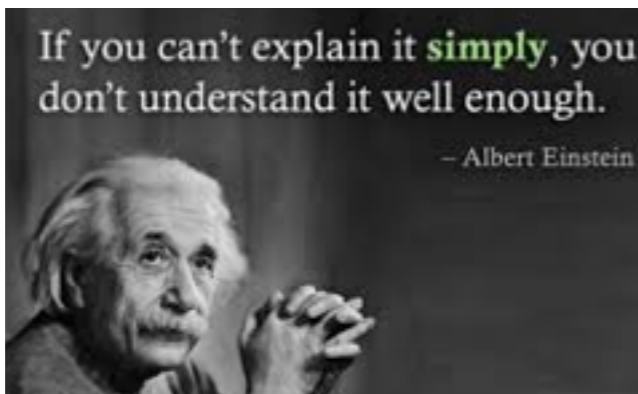 If you can't explain it simply, you
don't understand it well enough.
– Albert Einstein